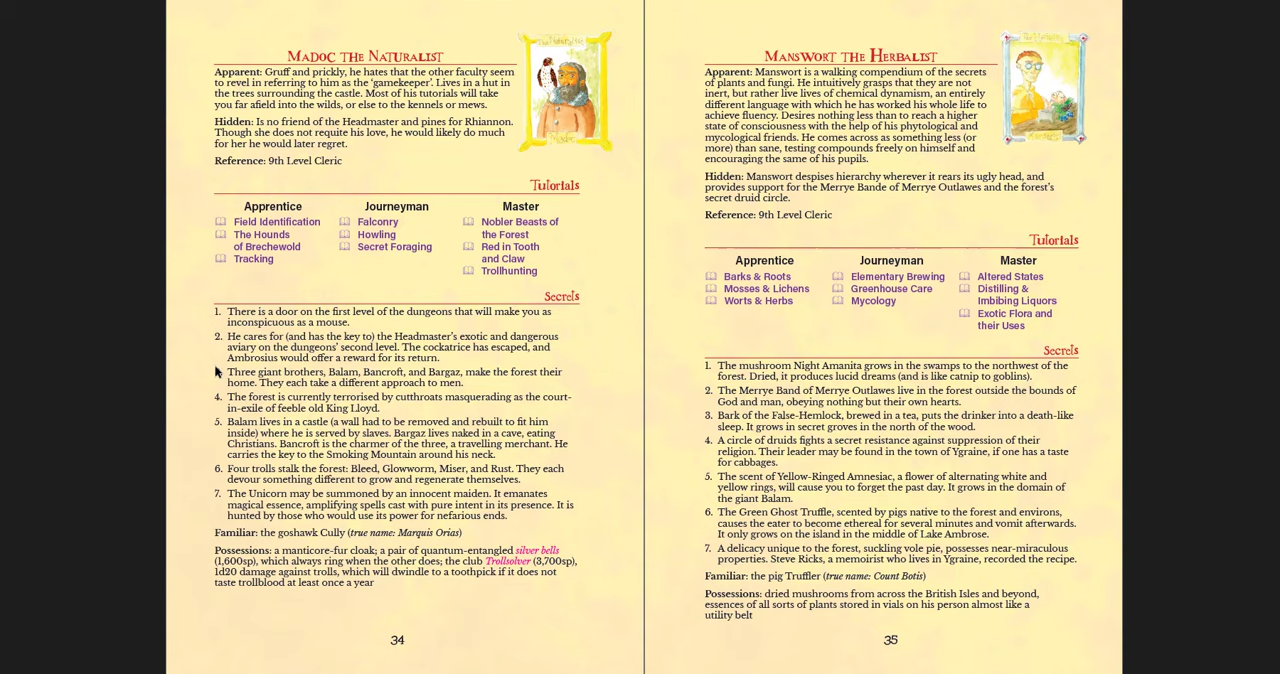 Madoc the Naturalist
Apparent: Gruff and prickly, he hates that the other faculty seem
to revel in referring to him as the ‘gamekeeper’. Lives in a hut in
the trees surrounding the castle. Most of his tutorials will take
you far afield into the wilds, or else to the kennels or mews.
Hidden: Is no friend of the Headmaster and pines for Rhiannon.
Though she does not requite his love, he would likely do much
for her he would later regret.
Reference: 9th Level Cleric
Tutorials
Apprentice
Field Identification
The Hounds
of Brechewold
Tracking
Journeyman
Falconry
Howling
Secret Foraging
Master
Nobler Beasts of
the Forest
Red in Tooth
and Claw
Trollhunting
Secrets
1. There is a door on the first level of the dungeons that will make you as
inconspicuous as a mouse.
2. He cares for (and has the key to) the Headmaster’s exotic and dangerous
aviary on the dungeons’ second level. The cockatrice has escaped, and
Ambrosius would offer a reward for its return.
Three giant brothers, Balam, Bancroft, and Bargaz, make the forest their
home. They each take a different approach to men.
4. The forest is currently terrorised by cutthroats masquerading as the court-
in-exile of feeble old King Lloyd.
5. Balam lives in a castle (a wall had to be removed and rebuilt to fit him
inside) where he is served by slaves. Bargaz lives naked in a cave, eating
Christians. Bancroft is the charmer of the three, a travelling merchant. He
carries the key to the Smoking Mountain around his neck.
6. Four trolls stalk the forest: Bleed, Glowworm, Miser, and Rust. They each
devour something different to grow and regenerate themselves.
7. The Unicorn may be summoned by an innocent maiden. It emanates
magical essence, amplifying spells cast with pure intent in its presence. It is
hunted by those who would use its power for nefarious ends.
Familiar: the goshawk Cully (true name: Marquis Orias)
Possessions: a manticore-fur cloak; a pair of quantum-entangled silver bells
(1,600sp), which always ring when the other does; the club Trollsolver (3,700sp),
1d20 damage against trolls, which will dwindle to a toothpick if it does not
taste trollblood at least once a year
34
Manswort the Herbalist
Apparent: Manswort is a walking compendium of the secrets
of plants and fungi. He intuitively grasps that they are not
inert, but rather live lives of chemical dynamism, an entirely
different language with which he has worked his whole life to
achieve fluency. Desires nothing less than to reach a higher
state of consciousness with the help of his phytological and
mycological friends. He comes across as something less (or
more) than sane, testing compounds freely on himself and
encouraging the same of his pupils.
Hidden: Manswort despises hierarchy wherever it rears its ugly head, and
provides support for the Merrye Bande of Merrye Outlawes and the forest’s
secret druid circle.
Reference: 9th Level Cleric
Tutorials
Apprentice
Barks & Roots
Mosses & Lichens
Worts & Herbs
Journeyman
Elementary Brewing
Greenhouse Care
Mycology
Master
Altered States
Distilling &
Imbibing Liquors
Exotic Flora and
their Uses
Secrets
1. The mushroom Night Amanita grows in the swamps to the northwest of the
forest. Dried, it produces lucid dreams (and is like catnip to goblins).
2. The Merrye Band of Merrye Outlawes live in the forest outside the bounds of
God and man, obeying nothing but their own hearts.
3. Bark of the False-Hemlock, brewed in a tea, puts the drinker into a death-like
sleep. It grows in secret groves in the north of the wood.
4. A circle of druids fights a secret resistance against suppression of their
religion. Their leader may be found in the town of Ygraine, if one has a taste
for cabbages.
5. The scent of Yellow-Ringed Amnesiac, a flower of alternating white and
yellow rings, will cause you to forget the past day. It grows in the domain of
the giant Balam.
6. The Green Ghost Truffle, scented by pigs native to the forest and environs,
causes the eater to become ethereal for several minutes and vomit afterwards.
It only grows on the island in the middle of Lake Ambrose.
7. A delicacy unique to the forest, suckling vole pie, possesses near-miraculous
properties. Steve Ricks, a memoirist who lives in Ygraine, recorded the recipe.
Familiar: the pig Truffler (true name: Count Botis)
Possessions: dried mushrooms from across the British Isles and beyond,
essences of all sorts of plants stored in vials on his person almost like a
utility belt
35